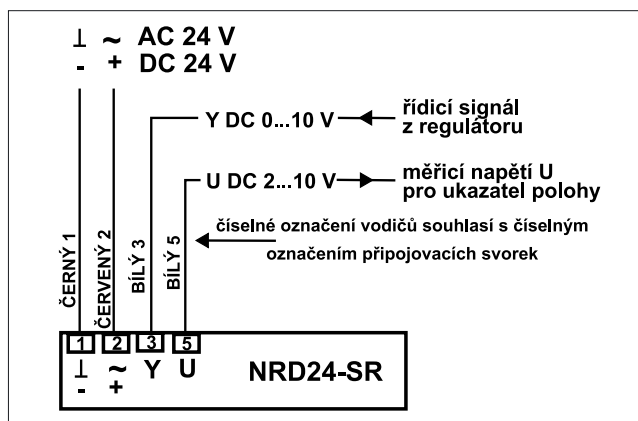 ⊥ ~ AC 24 V
- + DC 24 V
Y DC 0...10 V
řídicí signál
z regulátoru
U DC 2...10 V
měřicí napětí U
pro ukazatel polohy
číselné označení vodičů souhlasí s číselným
označením připojovacích svorek
ČERNÝ 1
ČERVENÝ 2
BÍLÝ 3
BÍLÝ 5
1 2 3 5
⊥ ~ Y U
- +
NRD24-SR